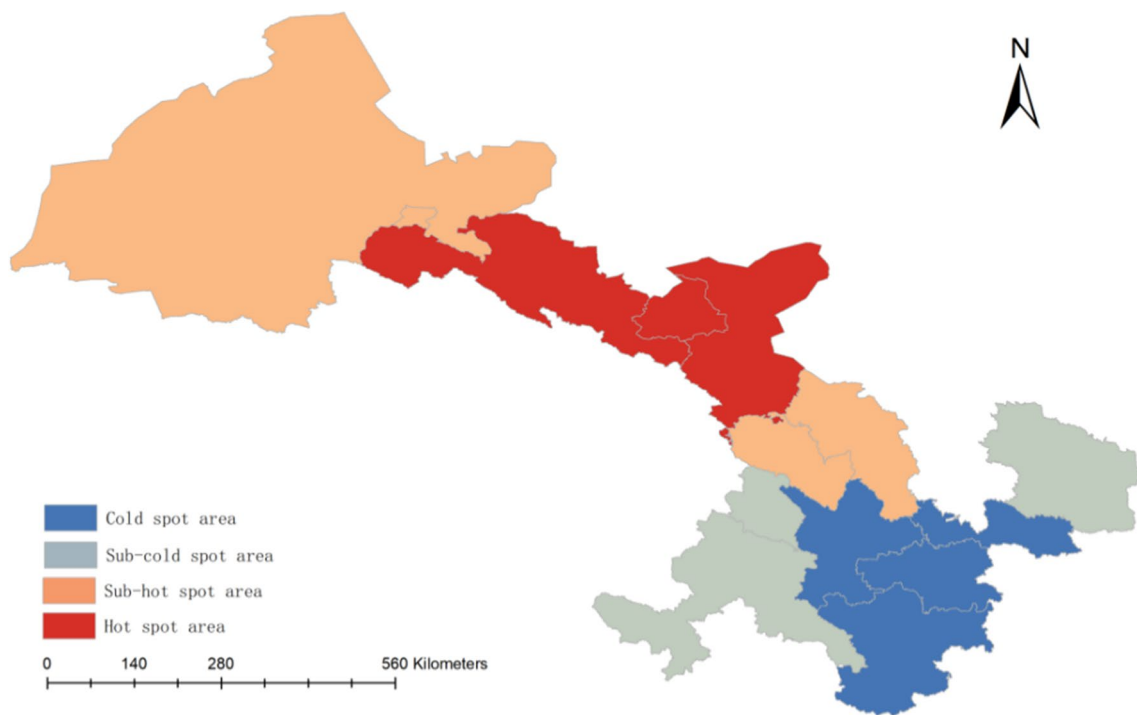 N
Cold spot area
Sub-cold spot area
Sub-hot spot area
Hot spot area
0 140 280 560 Kilometers